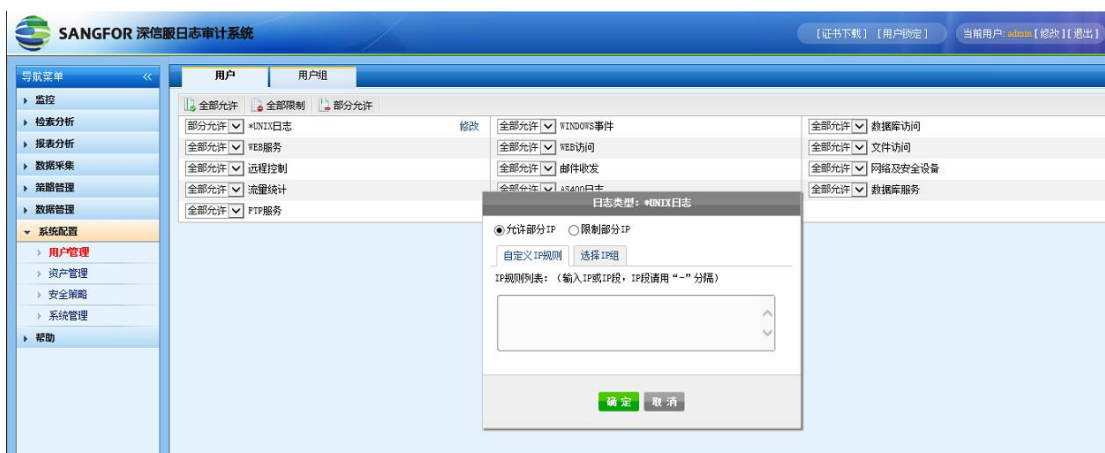 SANGFOR 深信服日志审计系统
[证书下载] [用户锁定] 当前用户: admin [修改] [退出]
导航菜单 «
监控
检索分析
报表分析
数据采集
策略管理
数据管理
系统配置
用户管理
资产管理
安全策略
系统管理
帮助
用户 用户组
全部允许 全部限制 部分允许
部分允许 *UNIX日志 修改 全部允许 WINDOWS事件 全部允许 数据库访问
全部允许 WEB服务 全部允许 WEB访问 全部允许 文件访问
全部允许 远程控制 全部允许 邮件收发 全部允许 网络及安全设备
全部允许 流量统计 全部允许 AS400日志 全部允许 数据库服务
全部允许 FTP服务
日志类型: *UNIX日志
允许部分IP 限制部分IP
自定义IP规则 选择IP组
IP规则列表: (输入IP或IP段, IP段请用“-”分隔)
确定 取消